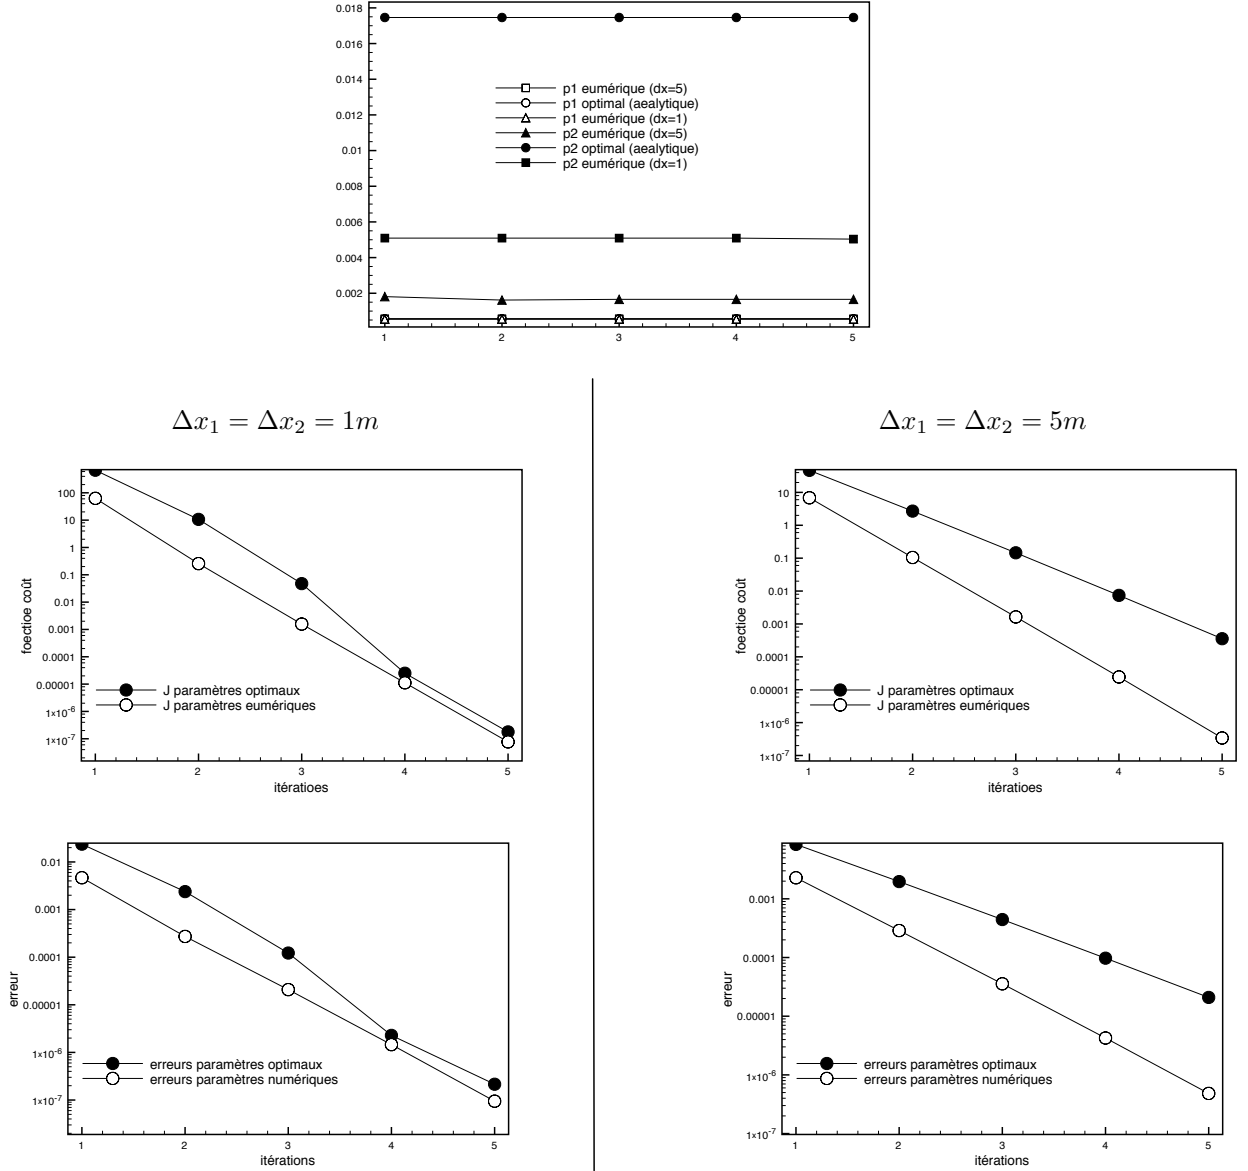 0.018
0.016
0.014
0.012
0.01
0.008
0.006
0.004
0.002
p1 eumérique (dx=5)
p1 optimal (aealytique)
p1 eumérique (dx=1)
p2 eumérique (dx=5)
p2 optimal (aealytique)
p2 eumérique (dx=1)
1 2 3 4 5
Δx₁ = Δx₂ = 1m
foectioe coût
100
10
1
0.1
0.01
0.001
0.0001
0.00001
1×10⁻⁶
1×10⁻⁷
J paramètres optimaux
J paramètres eumériques
1 2 3 4 5
itératioes
erreur
0.01
0.001
0.0001
0.00001
1×10⁻⁶
1×10⁻⁷
erreurs paramètres optimaux
erreurs paramètres numériques
1 2 3 4 5
itérations
Δx₁ = Δx₂ = 5m
foectioe coût
10
1
0.1
0.01
0.001
0.0001
0.00001
1×10⁻⁶
1×10⁻⁷
J paramètres optimaux
J paramètres eumériques
1 2 3 4 5
itératioes
erreur
0.001
0.0001
0.00001
1×10⁻⁶
1×10⁻⁷
erreurs paramètres optimaux
erreurs paramètres numériques
1 2 3 4 5
itérations